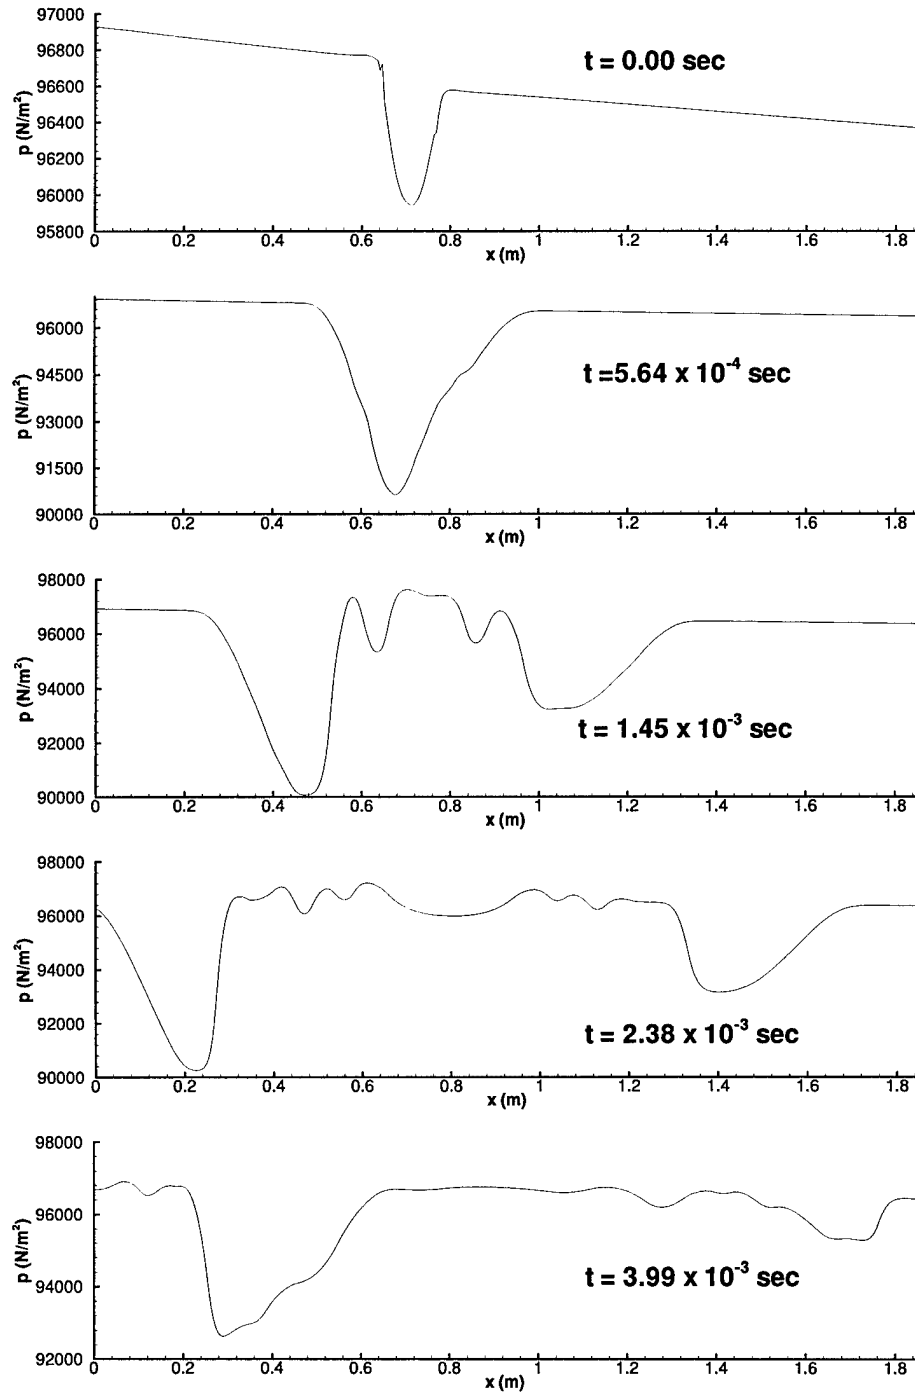 97000
96800
96600
96400
96200
96000
95800
p (N/m²)
t = 0.00 sec
0 0.2 0.4 0.6 0.8 1 1.2 1.4 1.6 1.8
x (m)
96000
94500
93000
91500
90000
p (N/m²)
t =5.64 x 10⁻⁴ sec
0 0.2 0.4 0.6 0.8 1 1.2 1.4 1.6 1.8
x (m)
98000
96000
94000
92000
90000
p (N/m²)
t = 1.45 x 10⁻³ sec
0 0.2 0.4 0.6 0.8 1 1.2 1.4 1.6 1.8
x (m)
98000
96000
94000
92000
90000
p (N/m²)
t = 2.38 x 10⁻³ sec
0 0.2 0.4 0.6 0.8 1 1.2 1.4 1.6 1.8
x (m)
98000
96000
94000
92000
p (N/m²)
t = 3.99 x 10⁻³ sec
0 0.2 0.4 0.6 0.8 1 1.2 1.4 1.6 1.8
x (m)